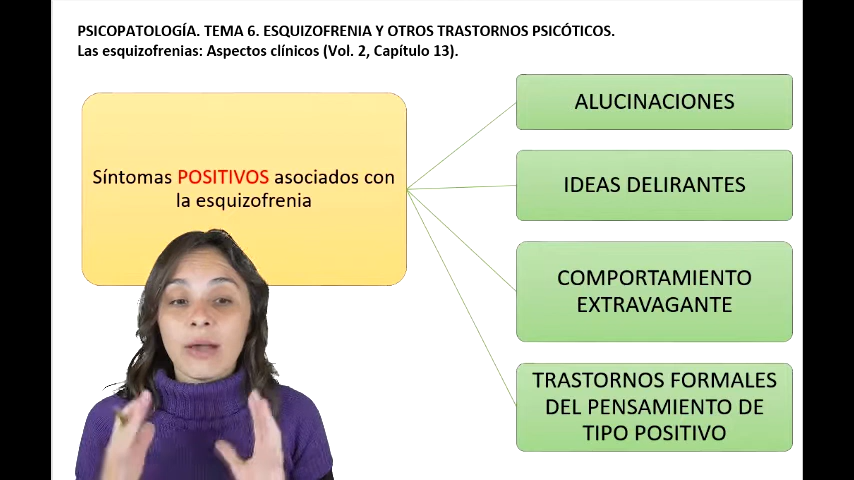 PSICOPATOLOGÍA. TEMA 6. ESQUIZOFRENIA Y OTROS TRASTORNOS PSICÓTICOS.
Las esquizofrenias: Aspectos clínicos (Vol. 2, Capítulo 13).
Síntomas POSITIVOS asociados con
la esquizofrenia
ALUCINACIONES
IDEAS DELIRANTES
COMPORTAMIENTO
EXTRAVAGANTE
TRASTORNOS FORMALES
DEL PENSAMIENTO DE
TIPO POSITIVO